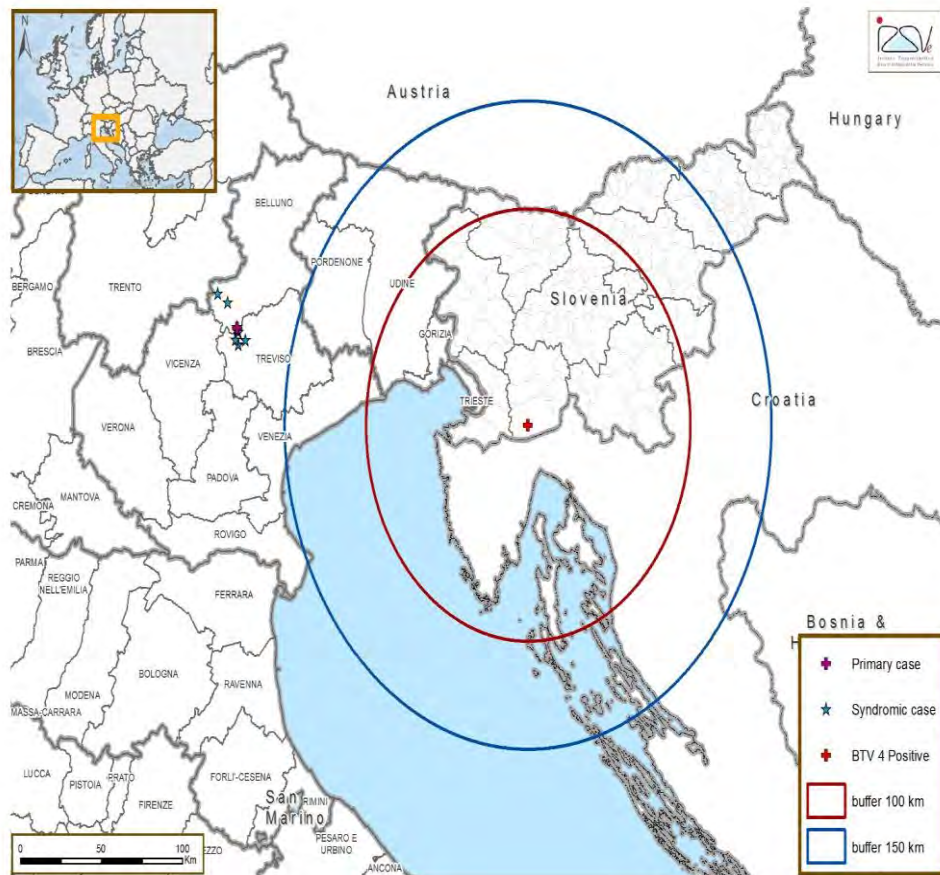 N
Austria
Hungary
BELLUNO
PORDENONE
UDINE
TRENTO
BERGAMO
Slovenia
GORIZIA
BRESCIA
VICENZA
TREVISO
TRIESTE
Croatia
VERONA
VENEZIA
PADOVA
MANTOVA
CREMONA
ROVIGO
PARMA
REGGIO
NELL'EMILIA
FERRARA
Bosnia &
H
BOLOGNA
RAVENNA
MODENA
MASSA-CARRARA
LUCCA
PISTOIA
PRATO
FORLI'-CESENA
FIRENZE
San
Marino
RIMINI
PESARO E
URBINO
EZZO
ANCONA
Primary case
Syndromic case
BTV 4 Positive
buffer 100 km
buffer 150 km
0 50 100
Km